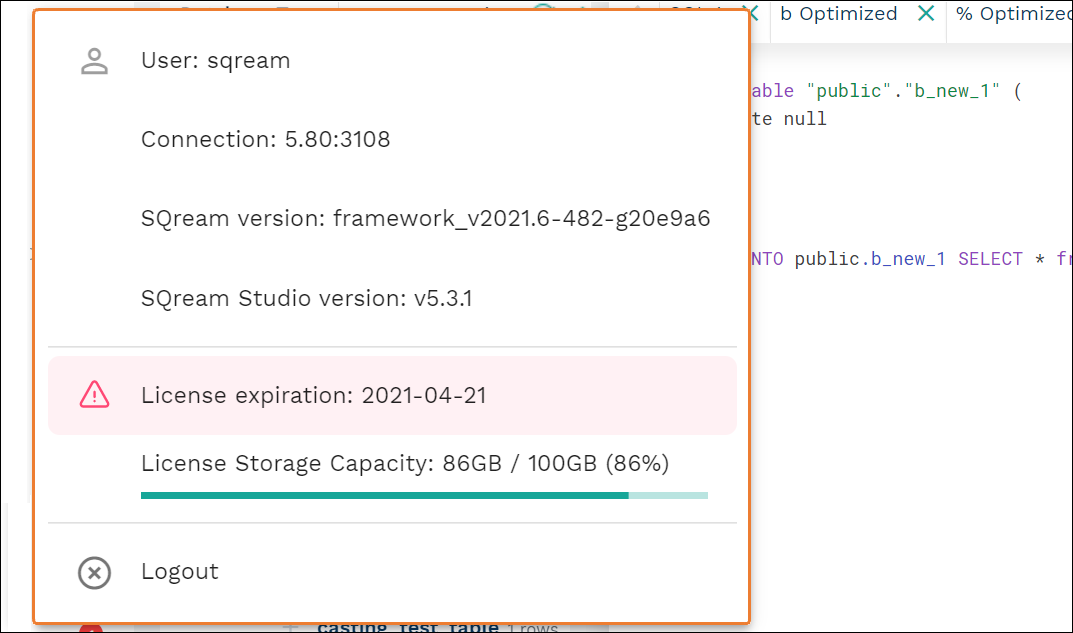 b Optimized
% Optimized
User: sqream
able "public"."b_new_1" (
te null
Connection: 5.80:3108
SQream version: framework_v2021.6-482-g20e9a6
NTO public.b_new_1 SELECT * fr
SQream Studio version: v5.3.1
License expiration: 2021-04-21
License Storage Capacity: 86GB / 100GB (86%)
Logout
casting_test_table 1 rows